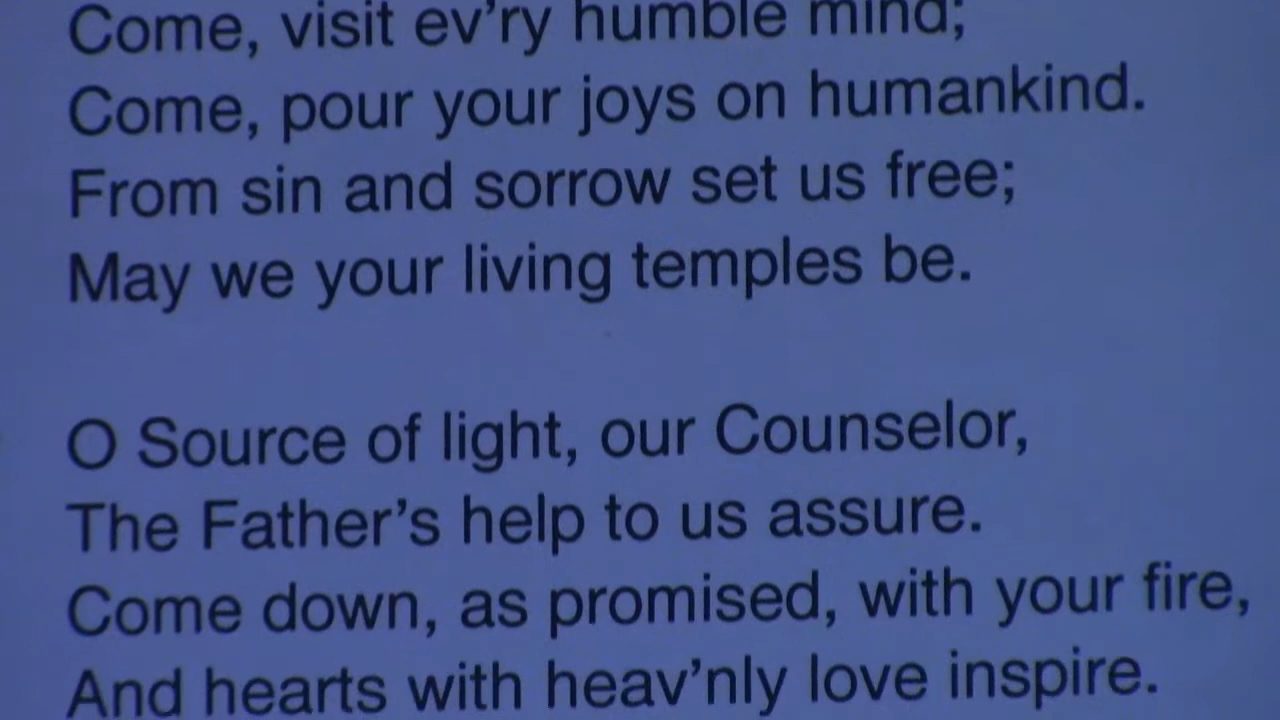 Come, visit ev'ry humble mind;
Come, pour your joys on humankind.
From sin and sorrow set us free;
May we your living temples be.
O Source of light, our Counselor,
The Father’s help to us assure.
Come down, as promised, with your fire,
And hearts with heav’nly love inspire.